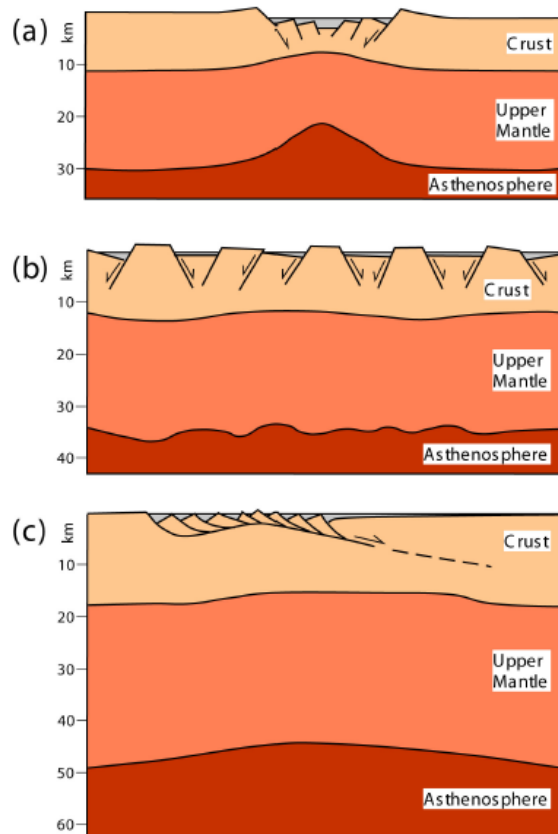 (a)
km
Crust
10
20
Upper
Mantle
30
Asthenosphere
(b)
km
Crust
10
20
Upper
Mantle
30
Asthenosphere
40
(c)
km
Crust
10
20
30
Upper
Mantle
40
50
Asthenosphere
60